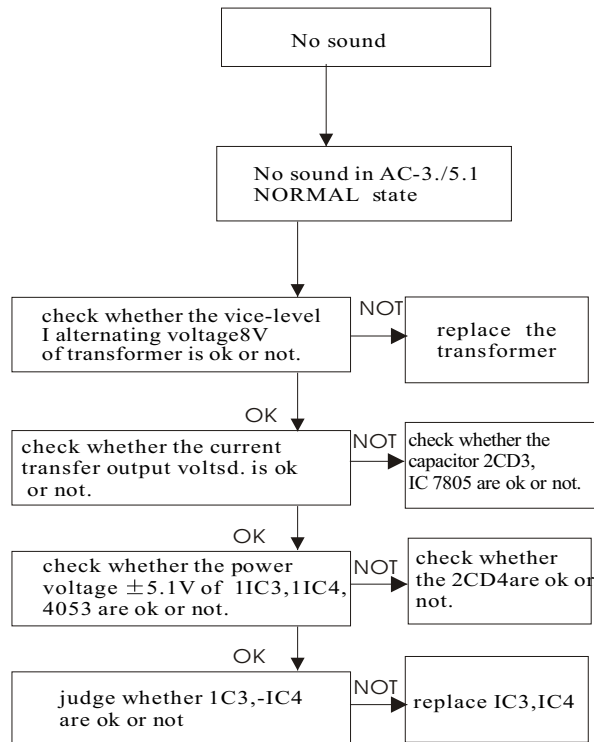 No sound
No sound in AC-3./5.1
NORMAL state
check whether the vice-level
I alternating voltage8V
of transformer is ok or not.
NOT
replace the
transformer
OK
check whether the current
transfer output voltsd. is ok
or not.
NOT
check whether the
capacitor 2CD3,
IC 7805 are ok or not.
OK
check whether the power
voltage ±5.1V of 1IC3,1IC4,
4053 are ok or not.
NOT
check whether
the 2CD4are ok or
not.
OK
judge whether 1C3,-IC4
are ok or not
NOT
replace IC3,IC4